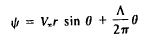 ψ = V∞ r sin θ + Λ/2π θ